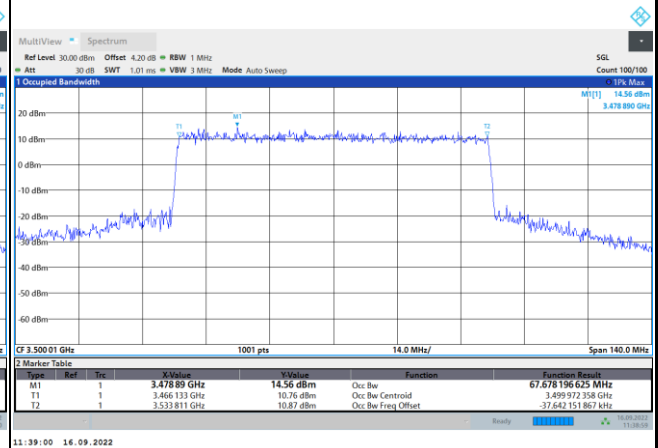 MultiView Spectrum
Ref Level 30.00 dBm Offset 4.20 dB RBW 1 MHz SGL
Att 30 dB SWT 1.01 ms VBW 3 MHz Mode Auto Sweep Count 100/100
1 Occupied Bandwidth 1Pk Max
M1[1] 14.56 dBm
3.478 890 GHz
20 dBm
M1
T1
T2
10 dBm
0 dBm
-10 dBm
-20 dBm
-30 dBm
-40 dBm
-50 dBm
-60 dBm
CF 3.500 01 GHz 1001 pts 14.0 MHz/ Span 140.0 MHz
2 Marker Table
Type Ref Trc X-Value Y-Value Function Function Result
M1 1 3.478 89 GHz 14.56 dBm Occ Bw 67.678 196 625 MHz
T1 1 3.466 133 GHz 10.76 dBm Occ Bw Centroid 3.499 972 358 GHz
T2 1 3.533 811 GHz 10.87 dBm Occ Bw Freq Offset -37.642 151 867 kHz
Ready 16.09.2022
11:38:59
11:39:00 16.09.2022